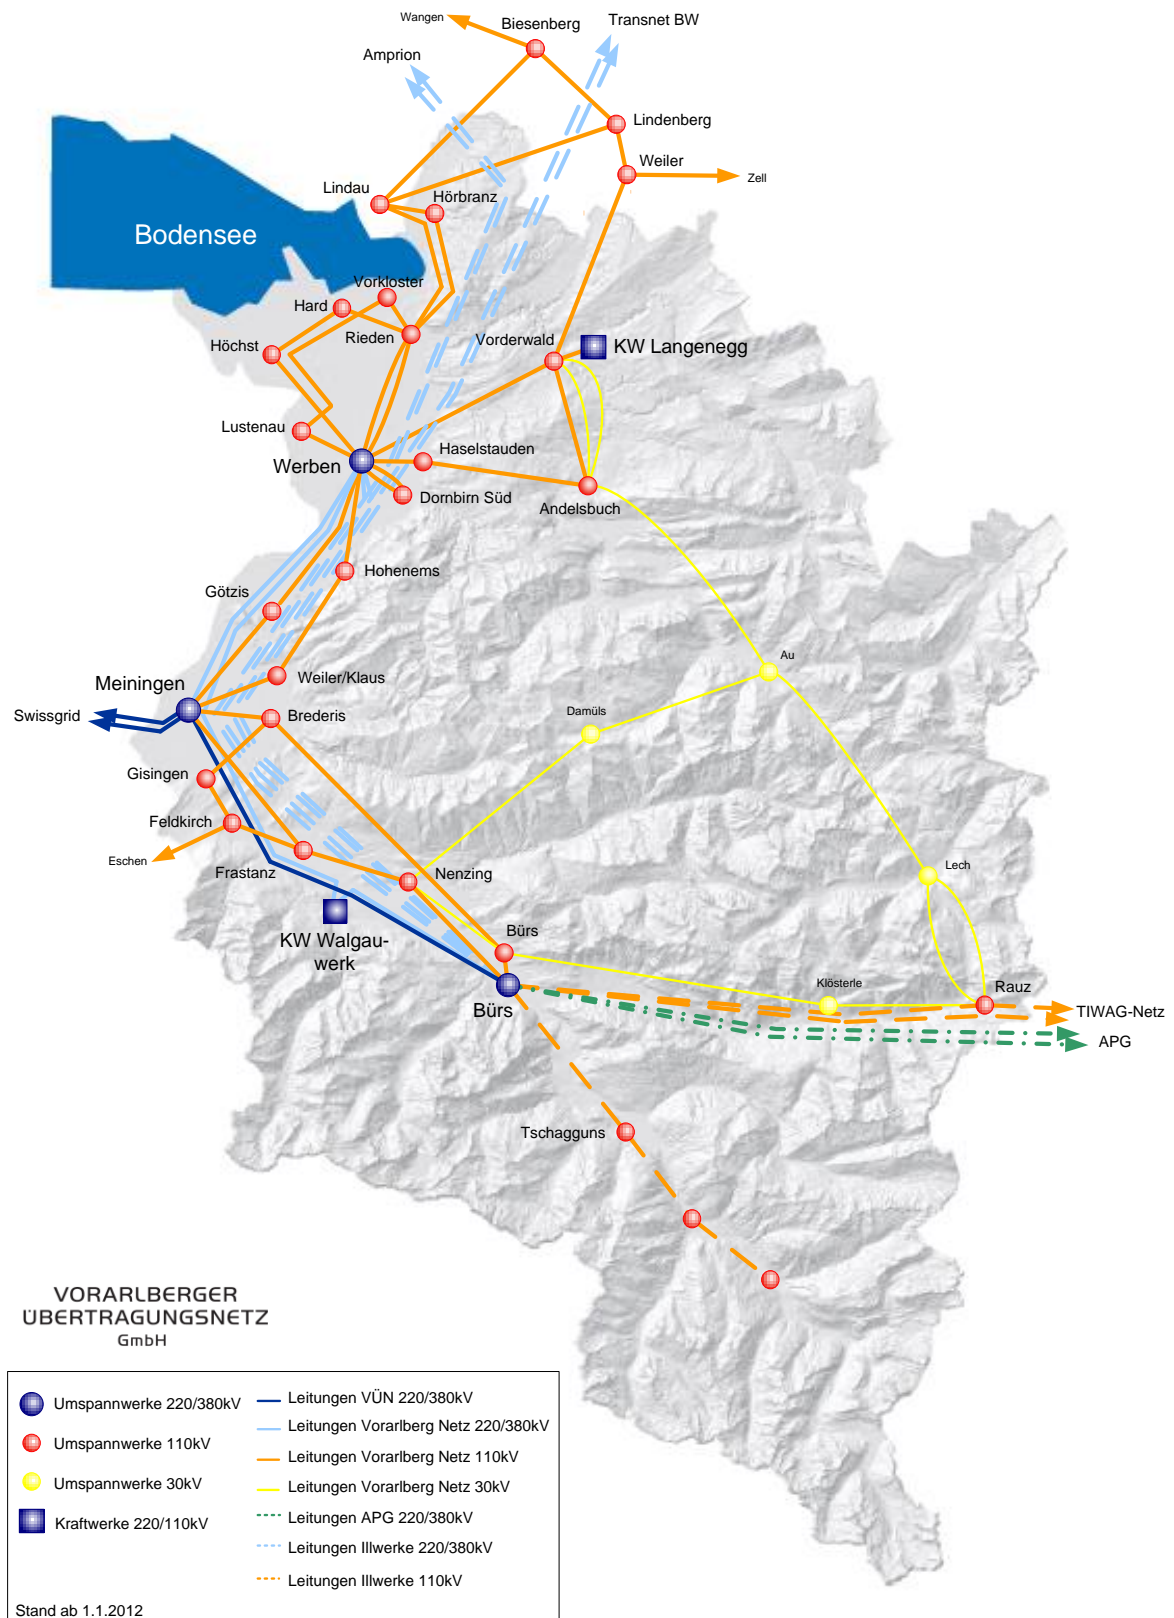 Wangen
Biesenberg
Transnet BW
Amprion
Lindenberg
Weiler
Zell
Lindau
Hörbranz
Bodensee
Vorkloster
Hard
Rieden
Höchst
Vorderwald
KW Langenegg
Lustenau
Werben
Haselstauden
Dornbirn Süd
Andelsbuch
Hohenems
Götzis
Au
Weiler/Klaus
Meiningen
Swissgrid
Brederis
Damüls
Gisingen
Feldkirch
Eschen
Frastanz
Nenzing
Lech
KW Walgau-
werk
Bürs
Bürs
Klösterle
Rauz
TIWAG-Netz
APG
Tschagguns
VORARLBERGER
ÜBERTRAGUNGSNETZ
GmbH
Umspannwerke 220/380kV
Umspannwerke 110kV
Umspannwerke 30kV
Kraftwerke 220/110kV
Leitungen VÜN 220/380kV
Leitungen Vorarlberg Netz 220/380kV
Leitungen Vorarlberg Netz 110kV
Leitungen Vorarlberg Netz 30kV
Leitungen APG 220/380kV
Leitungen Illwerke 220/380kV
Leitungen Illwerke 110kV
Stand ab 1.1.2012